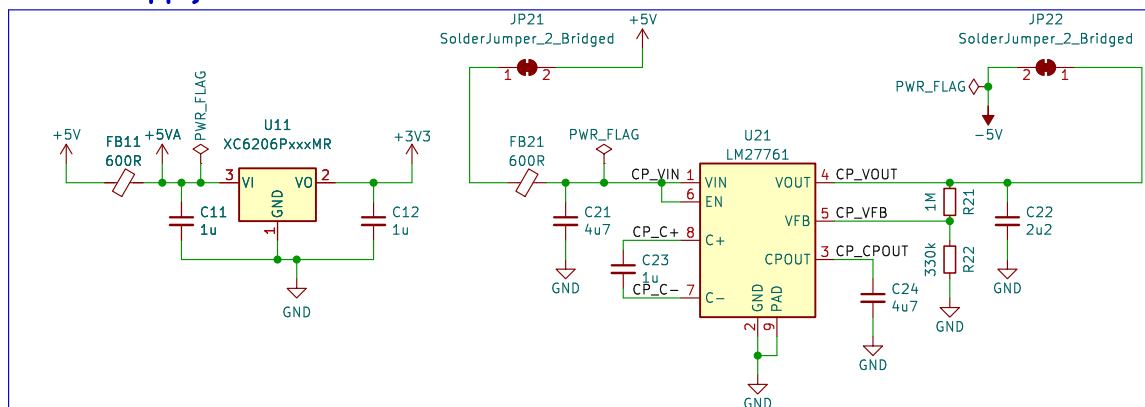 JP21
SolderJumper_2_Bridged
+5V
1
2
JP22
SolderJumper_2_Bridged
2
1
PWR_FLAG
-5V
+5V
FB11
600R
+5VA
PWR_FLAG
U11
XC6206PxxxMR
3
VI
VO
2
GND
1
+3V3
C11
1u
C12
1u
GND
FB21
600R
PWR_FLAG
C21
4u7
GND
CP_VIN
1
6
CP_C+
8
C23
1u
CP_C-
7
U21
LM27761
VIN
EN
C+
C-
VOUT
VFB
CPOUT
GND
PAD
2
9
GND
4
CP_VOUT
5
CP_VFB
3
CP_CPOUT
C24
4u7
GND
1M
R21
330k
R22
GND
C22
2u2
GND